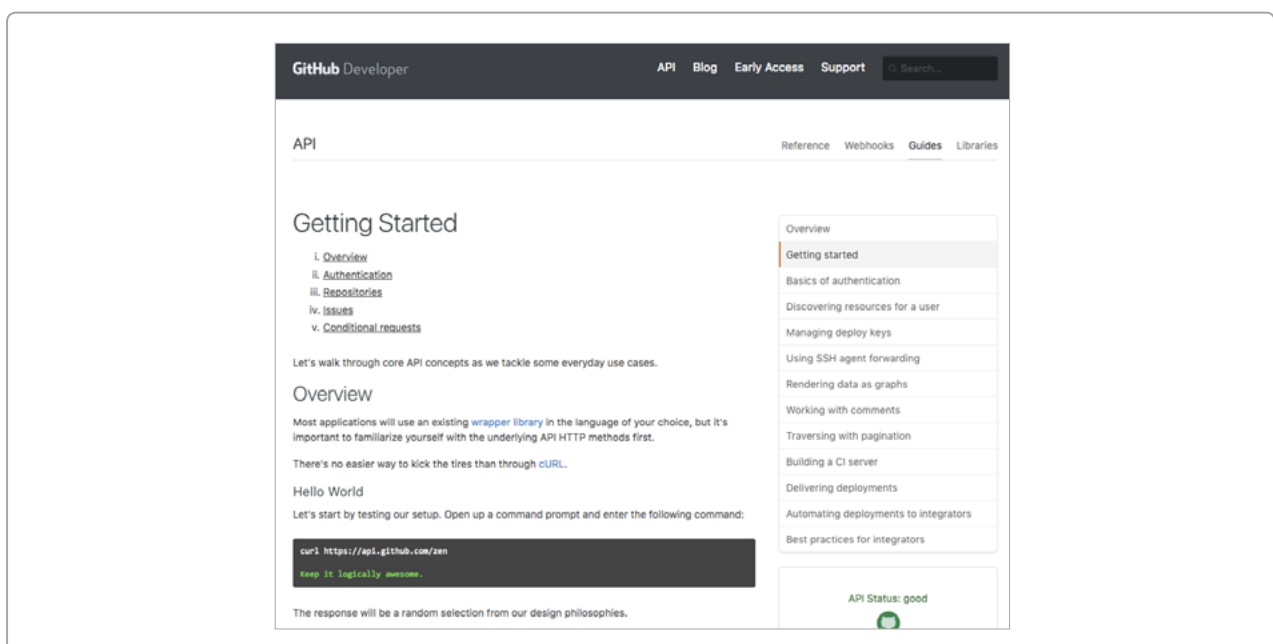 GitHub Developer
API Blog Early Access Support Search...
API
Reference Webhooks Guides Libraries
Getting Started
i. Overview
ii. Authentication
iii. Repositories
iv. Issues
v. Conditional requests
Let's walk through core API concepts as we tackle some everyday use cases.
Overview
Most applications will use an existing wrapper library in the language of your choice, but it's
important to familiarize yourself with the underlying API HTTP methods first.
There's no easier way to kick the tires than through cURL.
Hello World
Let's start by testing our setup. Open up a command prompt and enter the following command:
curl https://api.github.com/zen
Keep it logically awesome.
The response will be a random selection from our design philosophies.
Overview
Getting started
Basics of authentication
Discovering resources for a user
Managing deploy keys
Using SSH agent forwarding
Rendering data as graphs
Working with comments
Traversing with pagination
Building a CI server
Delivering deployments
Automating deployments to integrators
Best practices for integrators
API Status: good